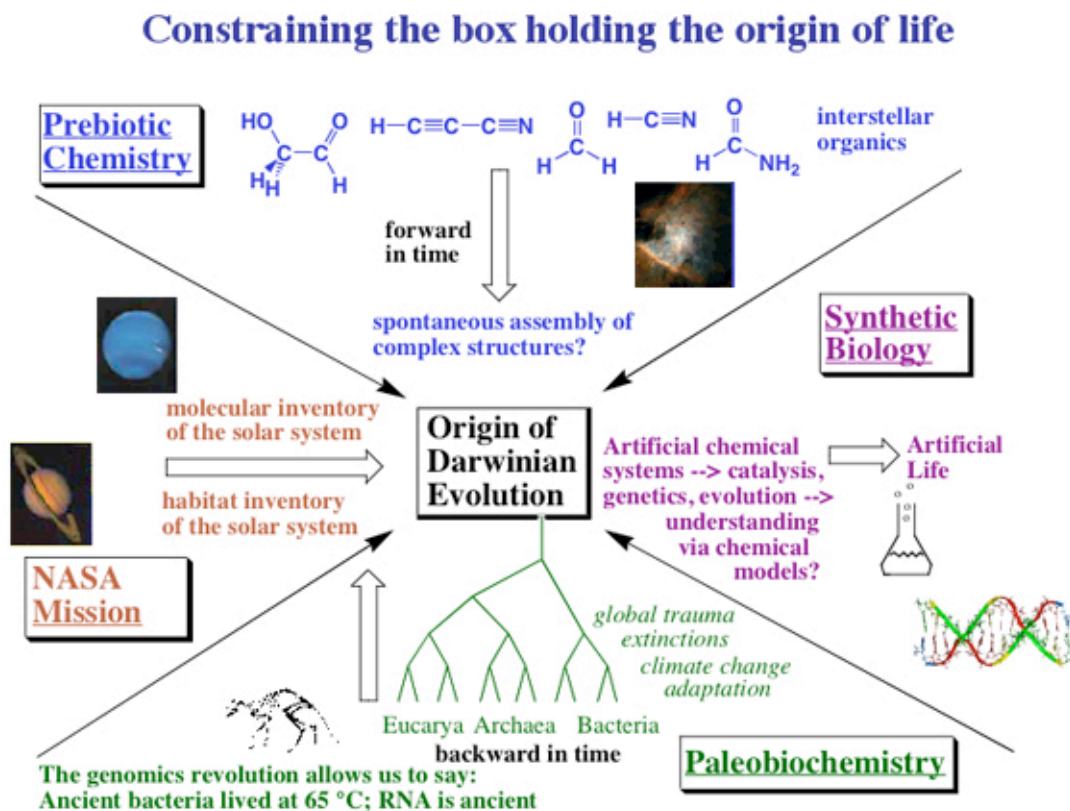 Constraining the box holding the origin of life
Prebiotic
Chemistry
HO
O
H
H
H
H—C≡C—C≡N
O
H
H
H—C≡N
O
H
NH₂
interstellar
organics
forward
in time
spontaneous assembly of
complex structures?
Synthetic
Biology
molecular inventory
of the solar system
habitat inventory
of the solar system
NASA
Mission
Origin of
Darwinian
Evolution
Artificial chemical
systems --> catalysis,
genetics, evolution -->
understanding
via chemical
models?
Artificial
Life
global trauma
extinctions
climate change
adaptation
Eucarya Archaea Bacteria
backward in time
Paleobiochemistry
The genomics revolution allows us to say:
Ancient bacteria lived at 65 °C; RNA is ancient